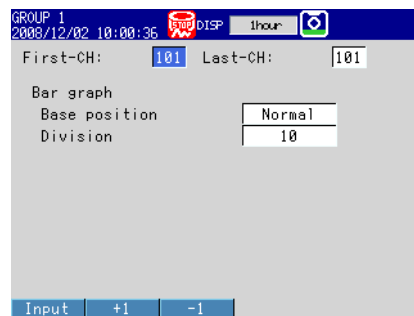 GROUP 1
2008/12/02 10:00:36 STOP DISP 1hour
First-CH: 101 Last-CH: 101
Bar graph
Base position Normal
Division 10
Input +1 -1